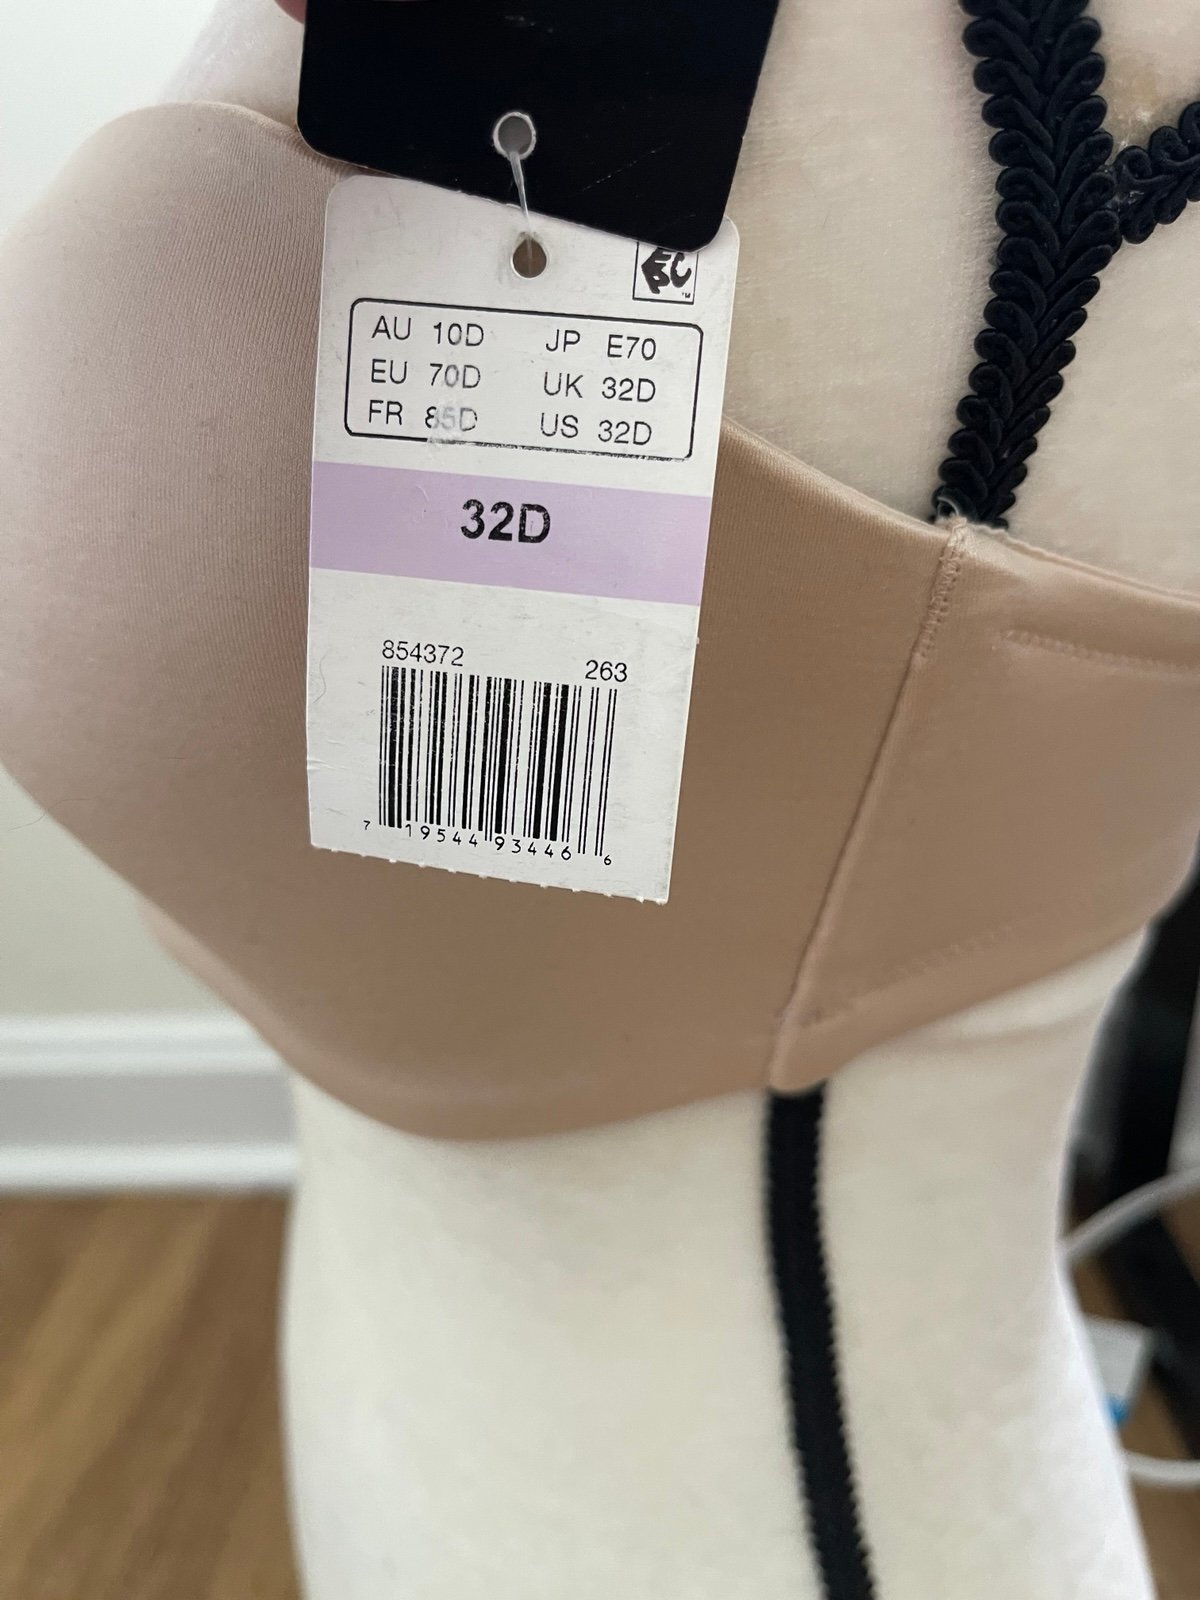 AU 10D JP E70
EU 70D UK 32D
FR 85D US 32D
32D
854372 263
7 19544 93446 6